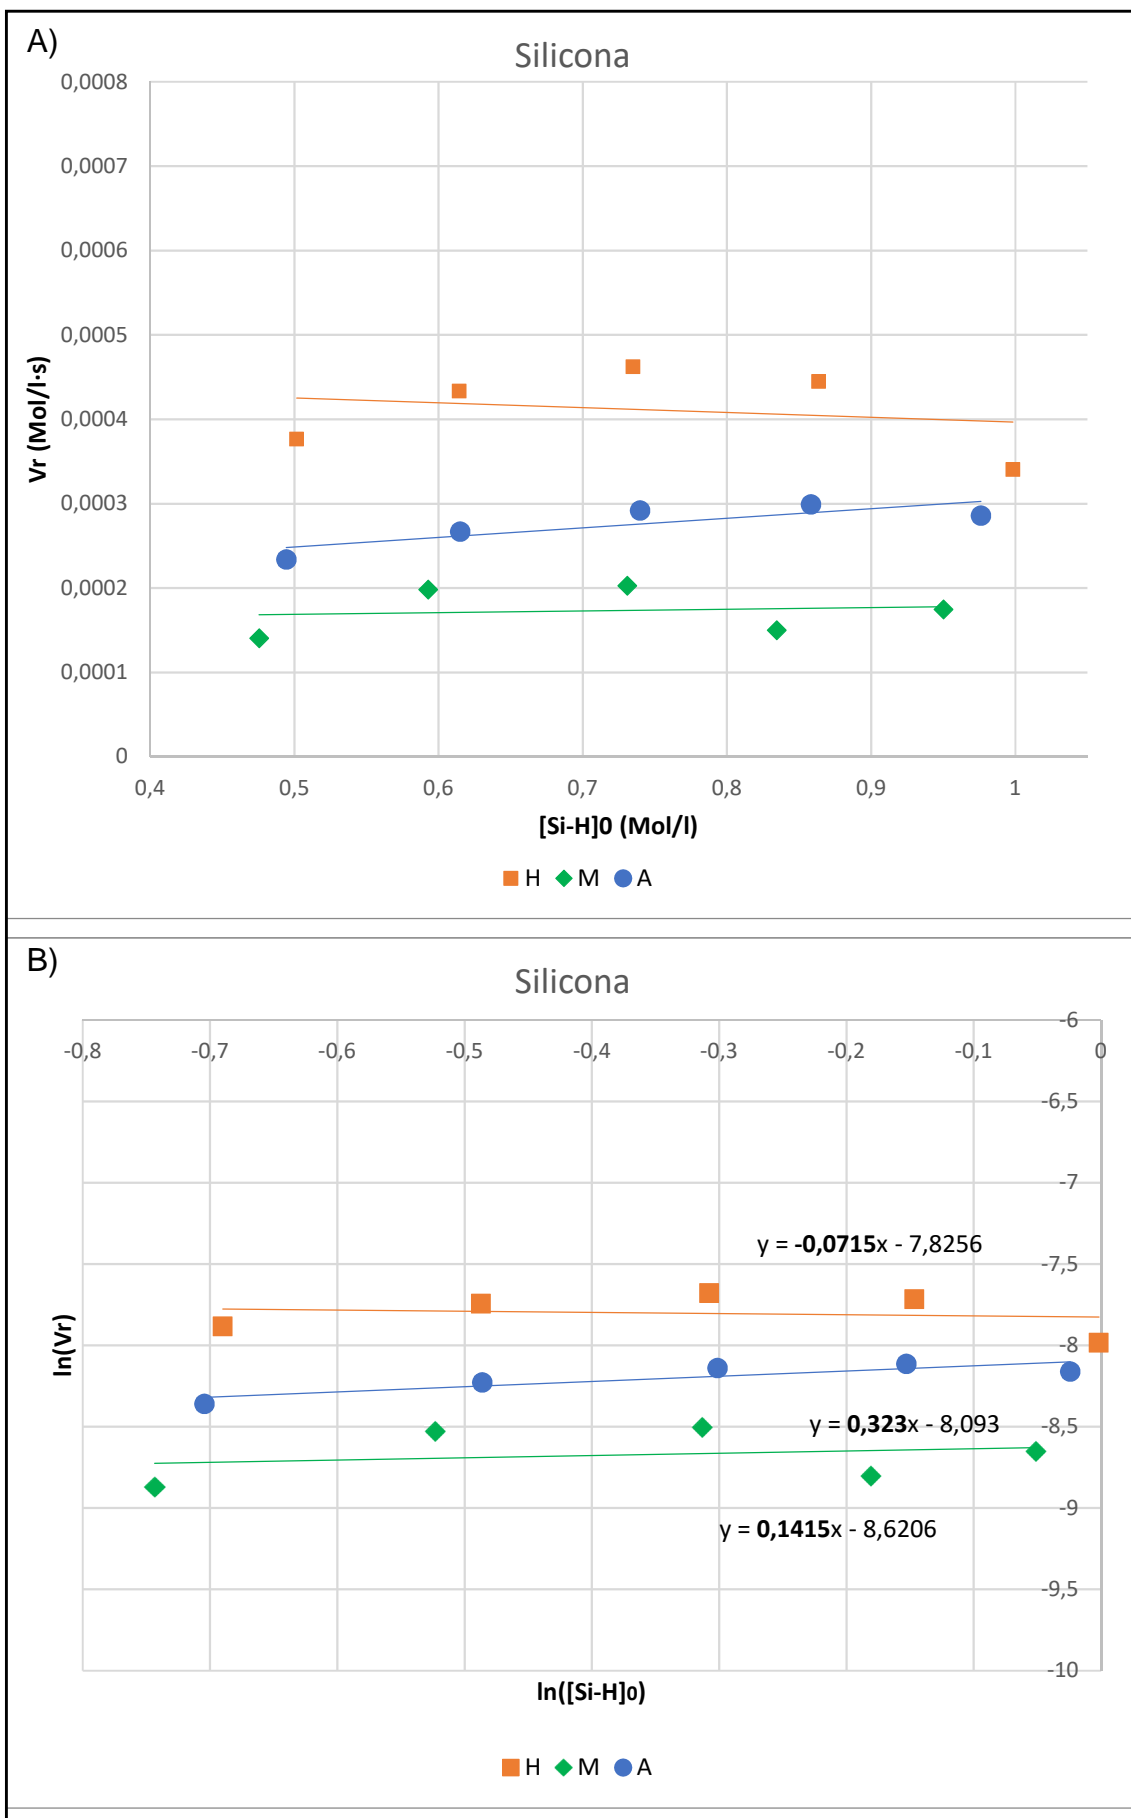 A)
Silicona
0,0008
0,0007
0,0006
0,0005
0,0004
0,0003
0,0002
0,0001
0
Vr (Mol/l·s)
0,4 0,5 0,6 0,7 0,8 0,9 1
[Si-H]0 (Mol/l)
H M A
B)
Silicona
-0,8 -0,7 -0,6 -0,5 -0,4 -0,3 -0,2 -0,1 0
-6
-6,5
-7
y = -0,0715x - 7,8256
-7,5
-8
ln(Vr)
y = 0,323x - 8,093
-8,5
-9
y = 0,1415x - 8,6206
-9,5
-10
ln([Si-H]0)
H M A